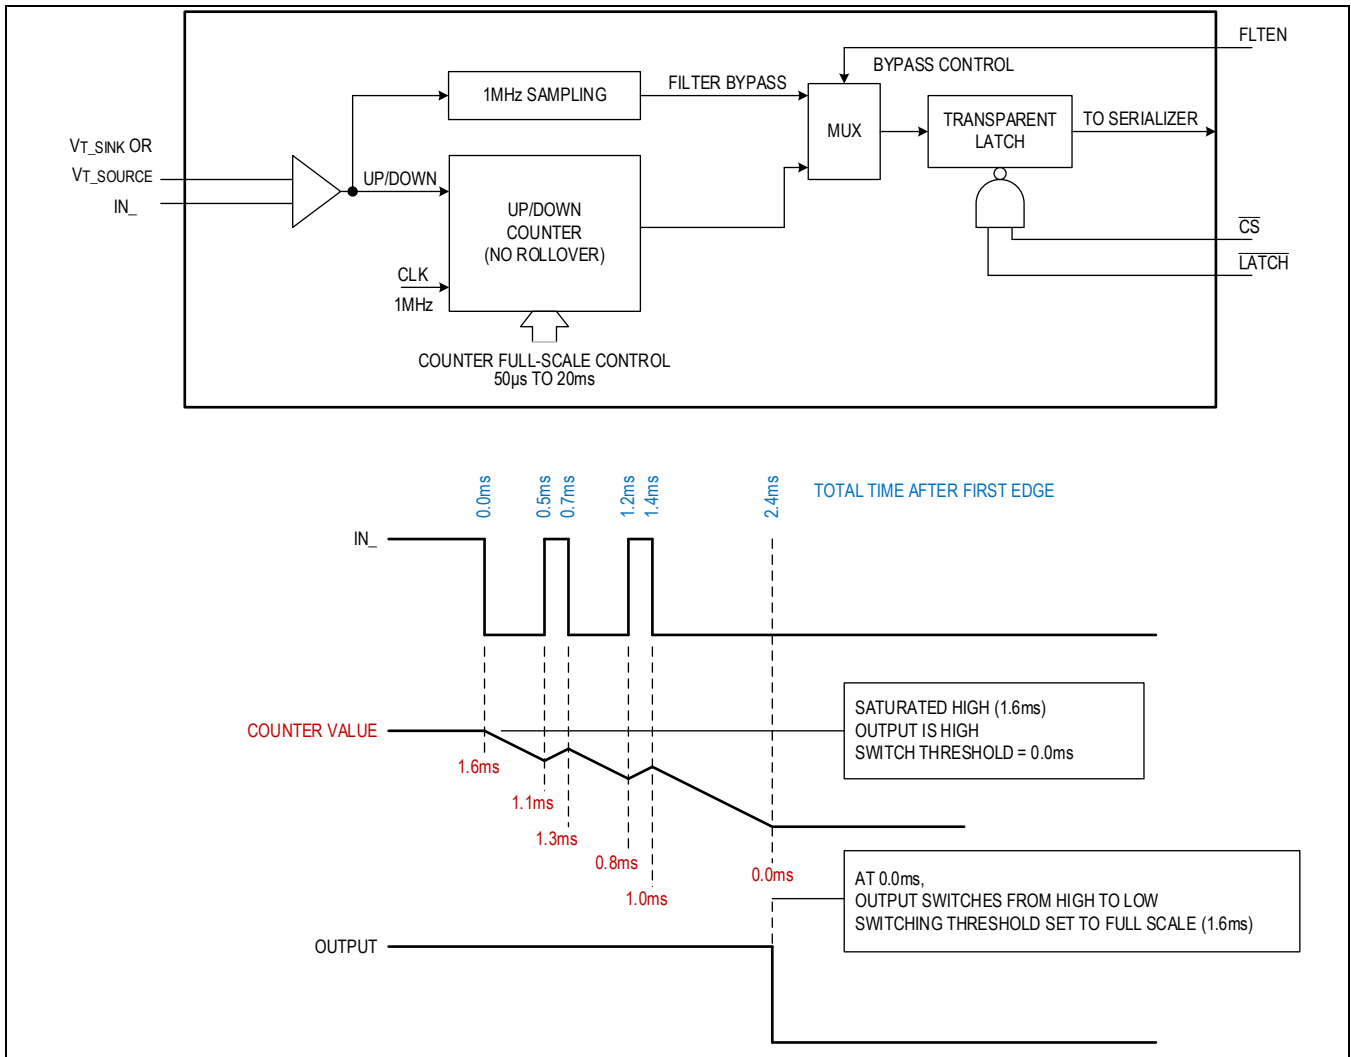 FLTEN
BYPASS CONTROL
1MHz SAMPLING
FILTER BYPASS
MUX
TRANSPARENT
LATCH
TO SERIALIZER
VT_SINK OR
VT_SOURCE
IN_
UP/DOWN
UP/DOWN
COUNTER
(NO ROLLOVER)
CLK
1MHz
CS
LATCH
COUNTER FULL-SCALE CONTROL
50µs TO 20ms
0.0ms
0.5ms
0.7ms
1.2ms
1.4ms
2.4ms
TOTAL TIME AFTER FIRST EDGE
IN_
COUNTER VALUE
1.6ms
1.1ms
1.3ms
0.8ms
1.0ms
0.0ms
SATURATED HIGH (1.6ms)
OUTPUT IS HIGH
SWITCH THRESHOLD = 0.0ms
AT 0.0ms,
OUTPUT SWITCHES FROM HIGH TO LOW
SWITCHING THRESHOLD SET TO FULL SCALE (1.6ms)
OUTPUT